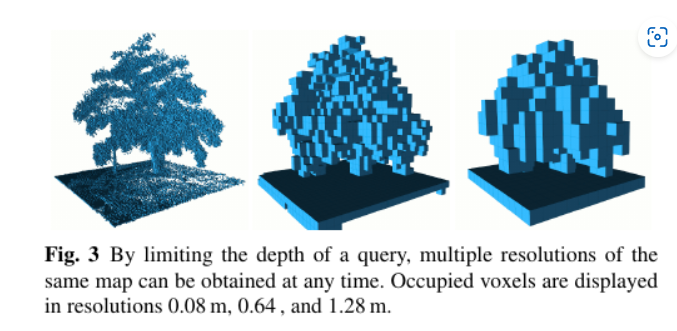 Fig. 3 By limiting the depth of a query, multiple resolutions of the
same map can be obtained at any time. Occupied voxels are displayed
in resolutions 0.08 m, 0.64 , and 1.28 m.